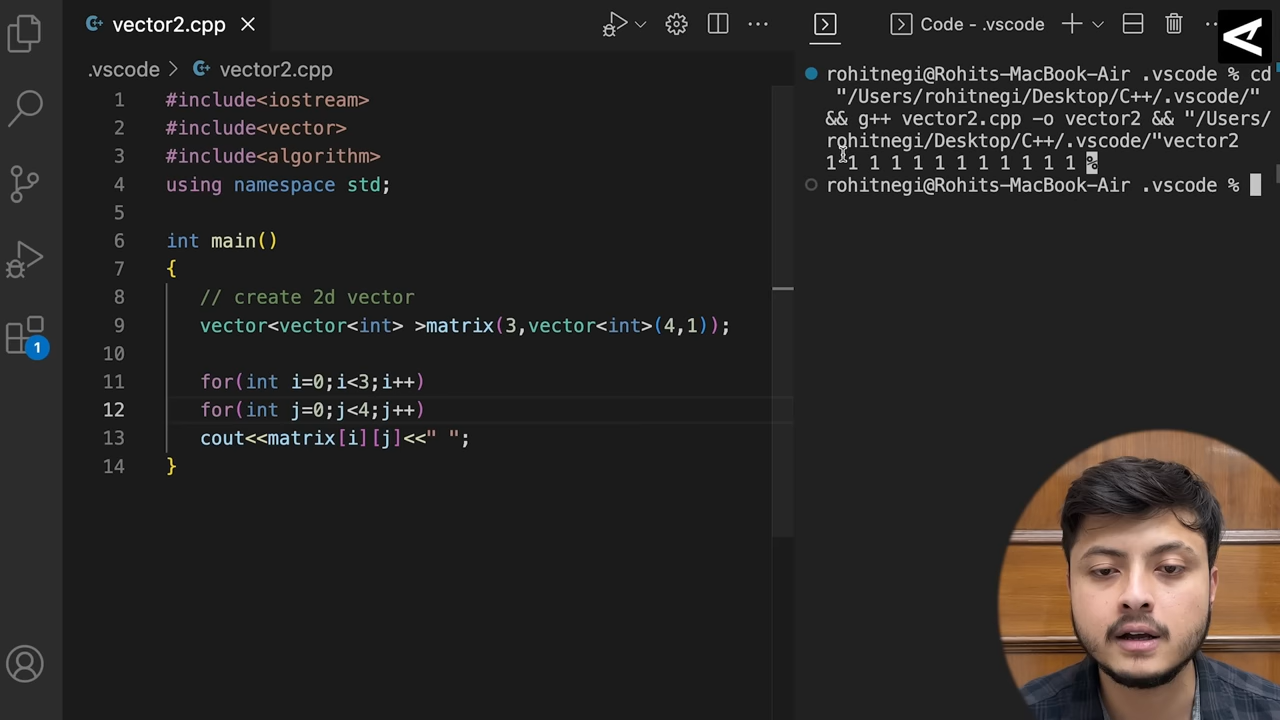 vector2.cpp
Code - .vscode
.vscode > vector2.cpp
1 #include<iostream>
2 #include<vector>
3 #include<algorithm>
4 using namespace std;
5
6 int main()
7 {
8 // create 2d vector
9 vector<vector<int> >matrix(3,vector<int>(4,1));
10
11 for(int i=0;i<3;i++)
12 for(int j=0;j<4;j++)
13 cout<<matrix[i][j]<<" ";
14 }
1
rohitnegi@Rohits-MacBook-Air .vscode % cd
"/Users/rohitnegi/Desktop/C++/.vscode/"
&& g++ vector2.cpp -o vector2 && "/Users/
rohitnegi/Desktop/C++/.vscode/"vector2
1 1 1 1 1 1 1 1 1 1 1 1 %
rohitnegi@Rohits-MacBook-Air .vscode %